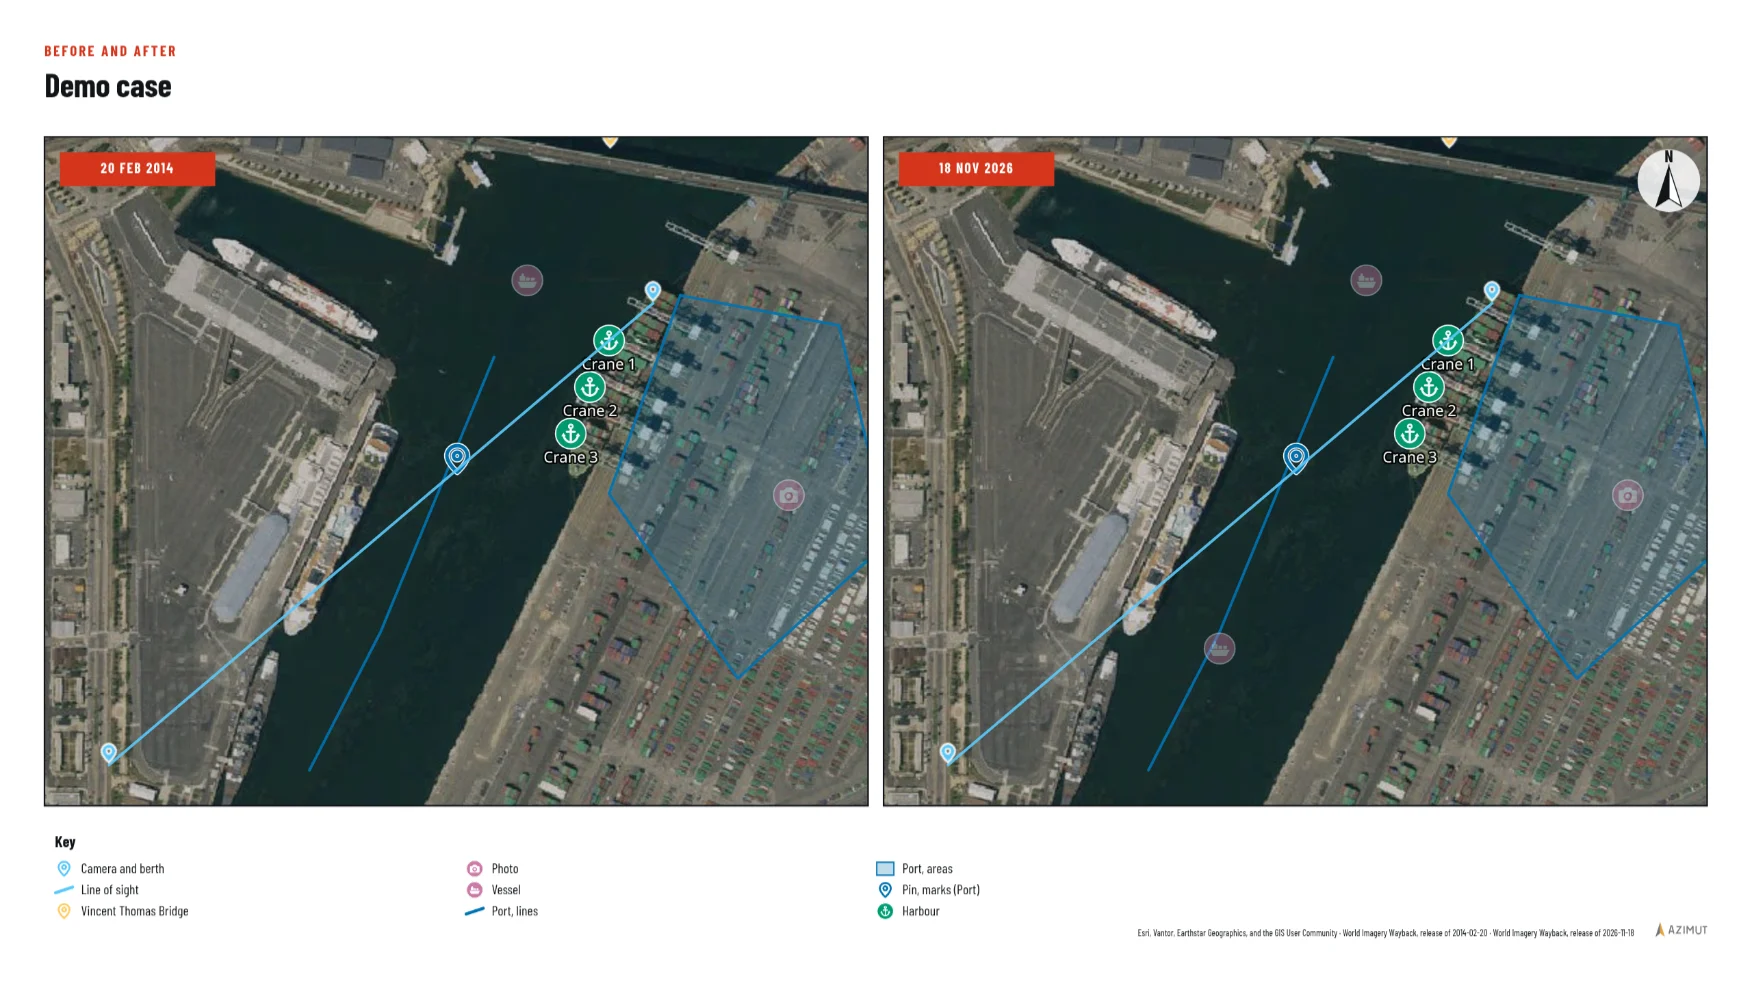 BEFORE AND AFTER
Demo case
20 FEB 2014
18 NOV 2026
N
Crane 1
Crane 2
Crane 3
Crane 1
Crane 2
Crane 3
Key
Camera and berth
Line of sight
Vincent Thomas Bridge
Photo
Vessel
Port, lines
Port, areas
Pin, marks (Port)
Harbour
Esri, Vantor, Earthstar Geographics, and the GIS User Community · World Imagery Wayback, release of 2014-02-20 · World Imagery Wayback, release of 2026-11-18
AZIMUT